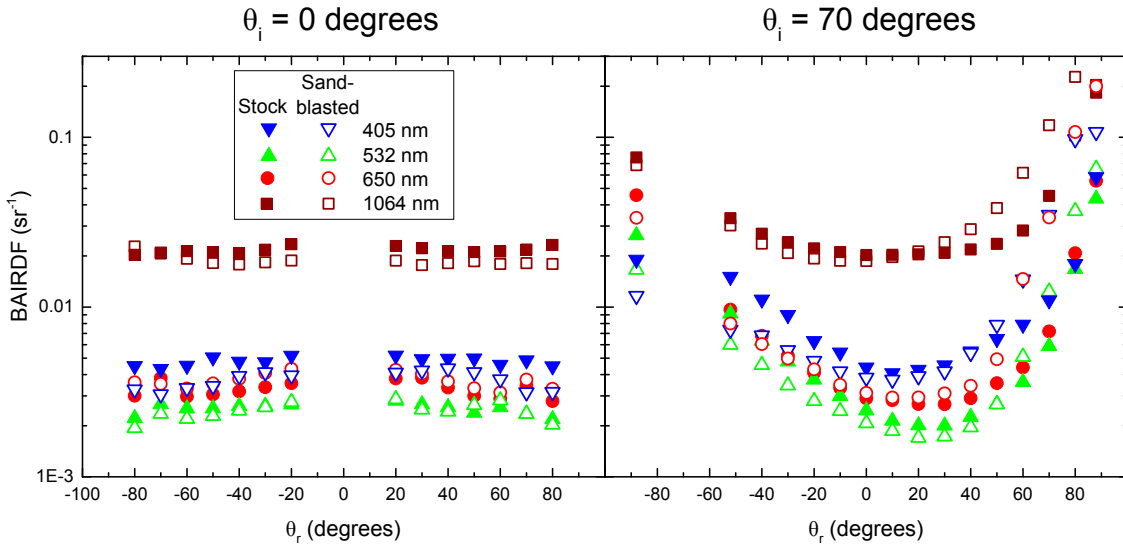 θi = 0 degrees
θi = 70 degrees
BAIRDF (sr-1)
0.1
0.01
1E-3
Stock
Sand-
blasted
405 nm
532 nm
650 nm
1064 nm
-100 -80 -60 -40 -20 0 20 40 60 80
-80 -60 -40 -20 0 20 40 60 80
θr (degrees)
θr (degrees)